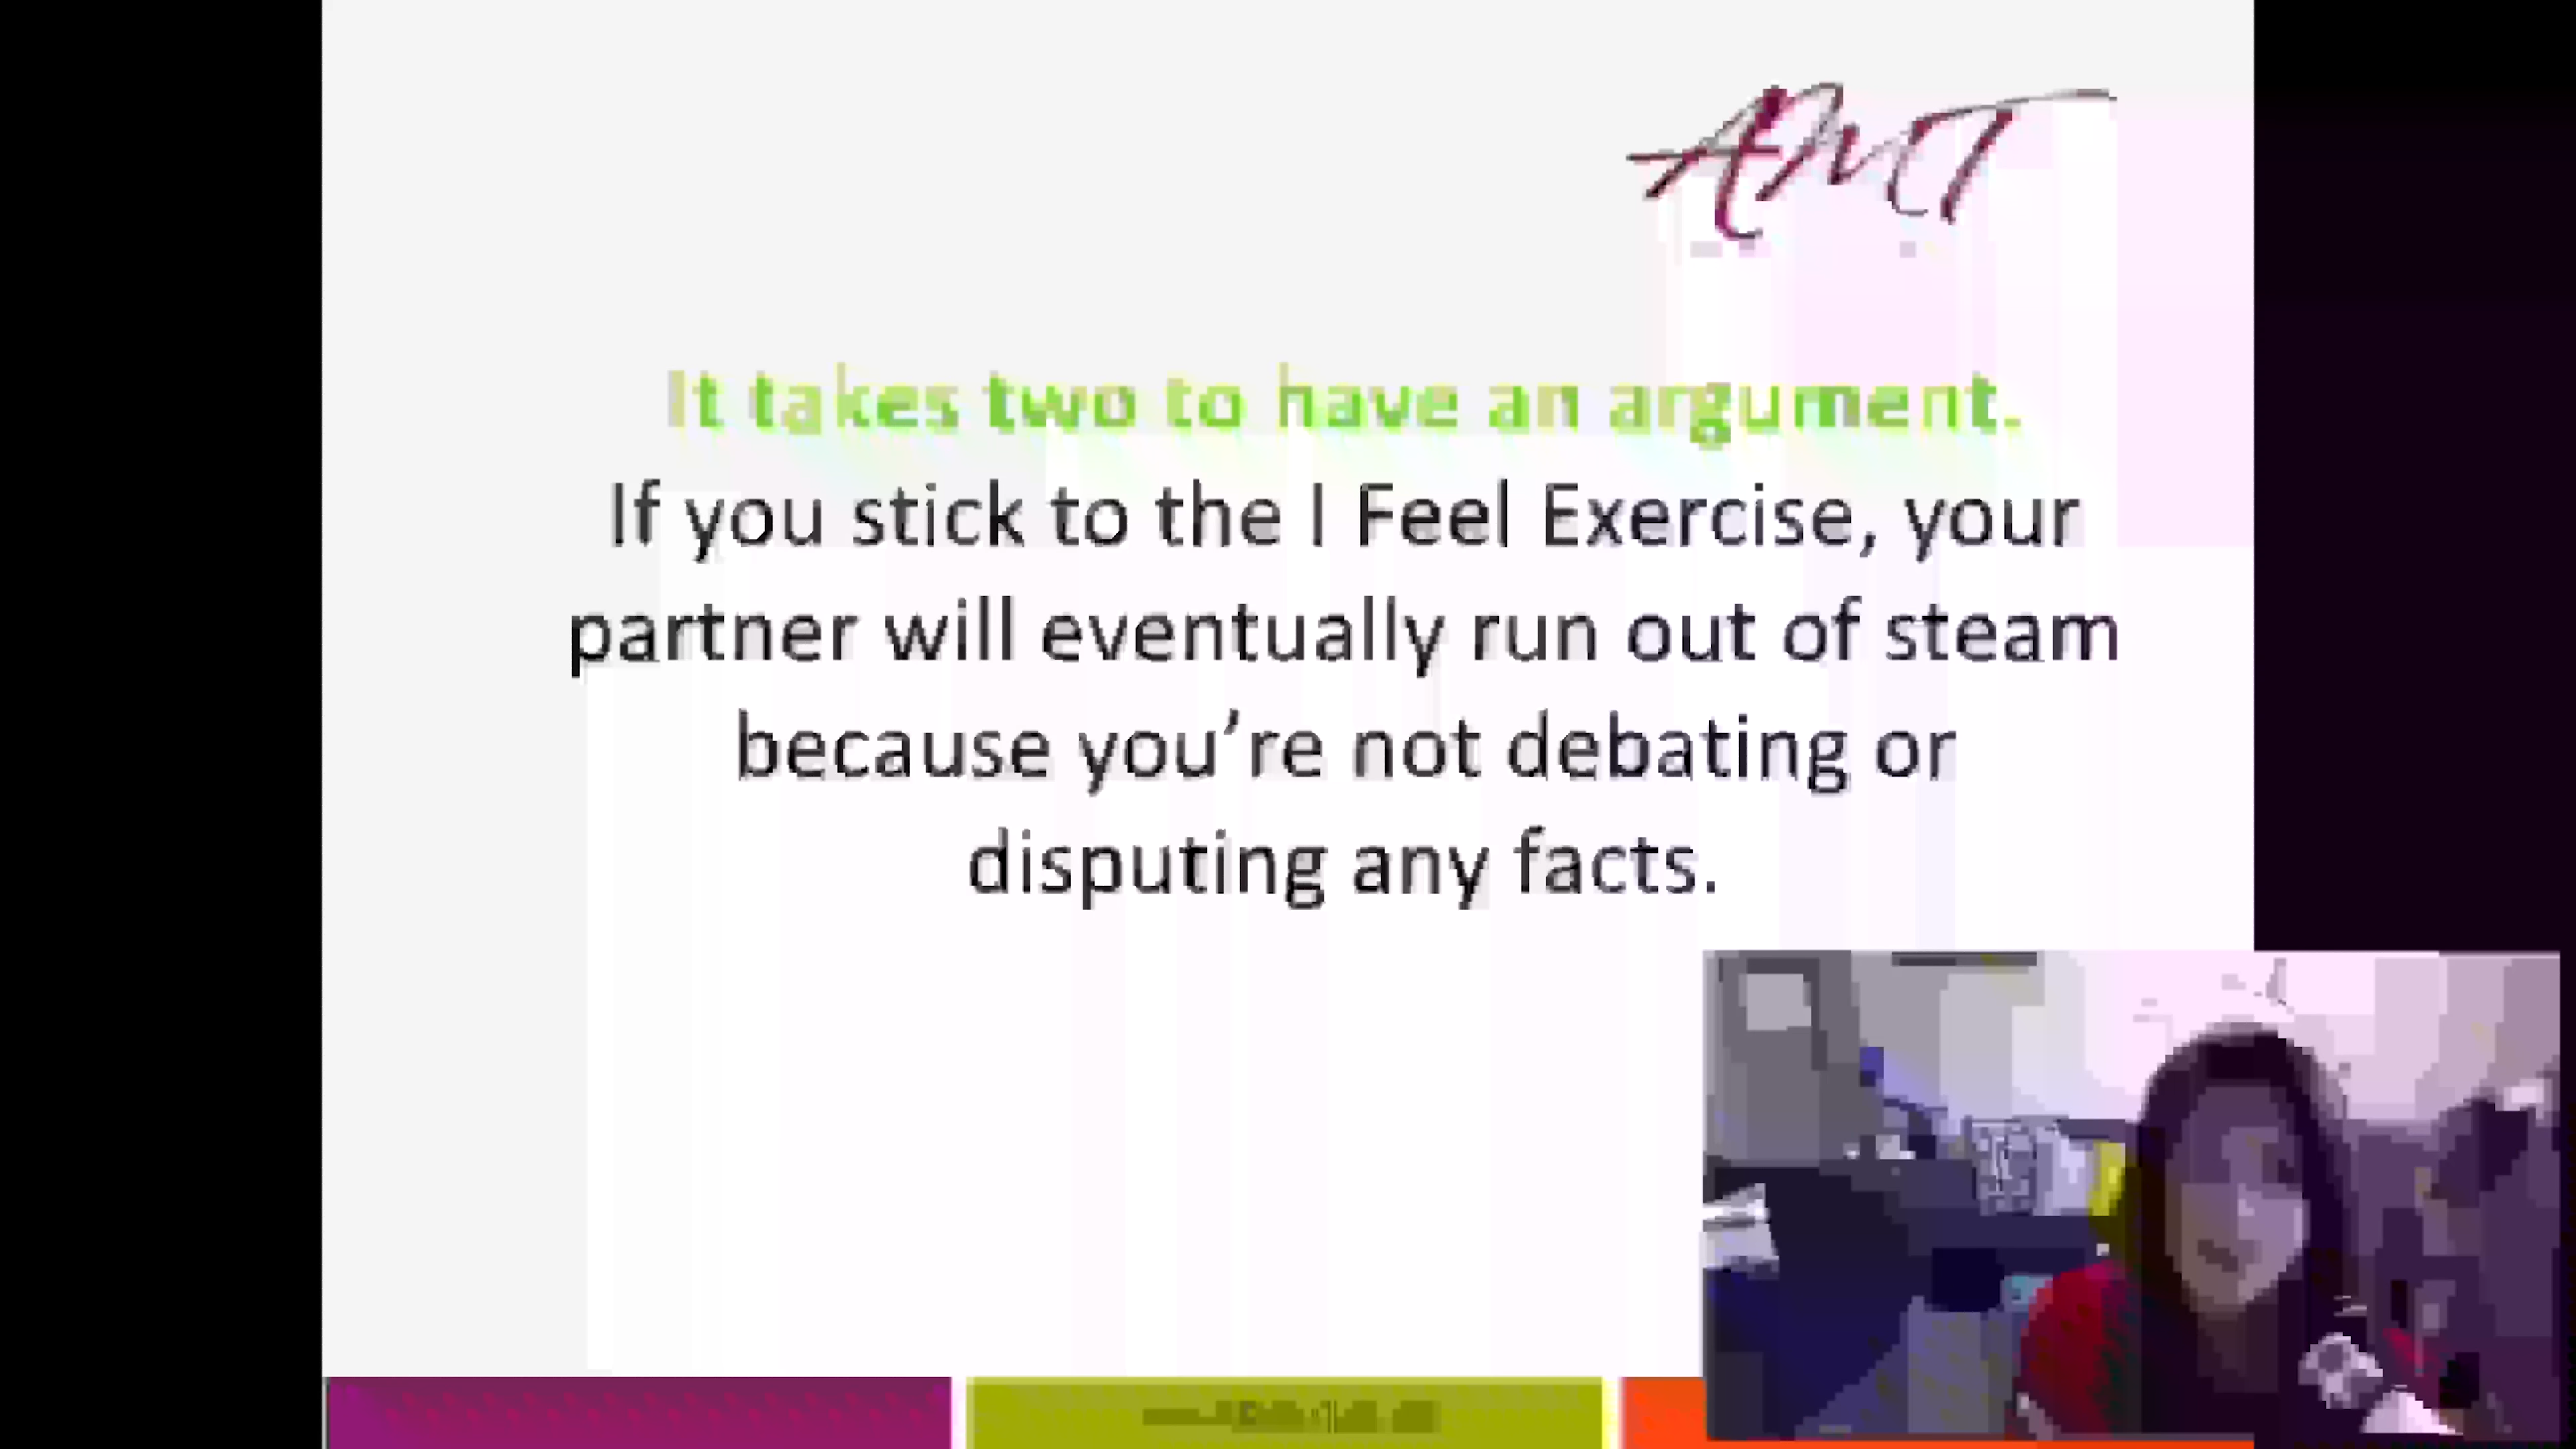 AMT
It takes two to have an argument.
If you stick to the I Feel Exercise, your
partner will eventually run out of steam
because you're not debating or
disputing any facts.